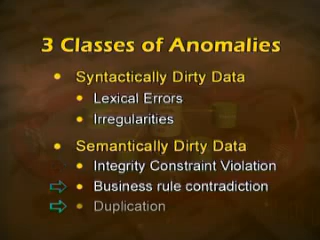 3 Classes of Anomalies
• Syntactically Dirty Data
• Lexical Errors
• Irregularities
• Semantically Dirty Data
• Integrity Constraint Violation
• Business rule contradiction
• Duplication